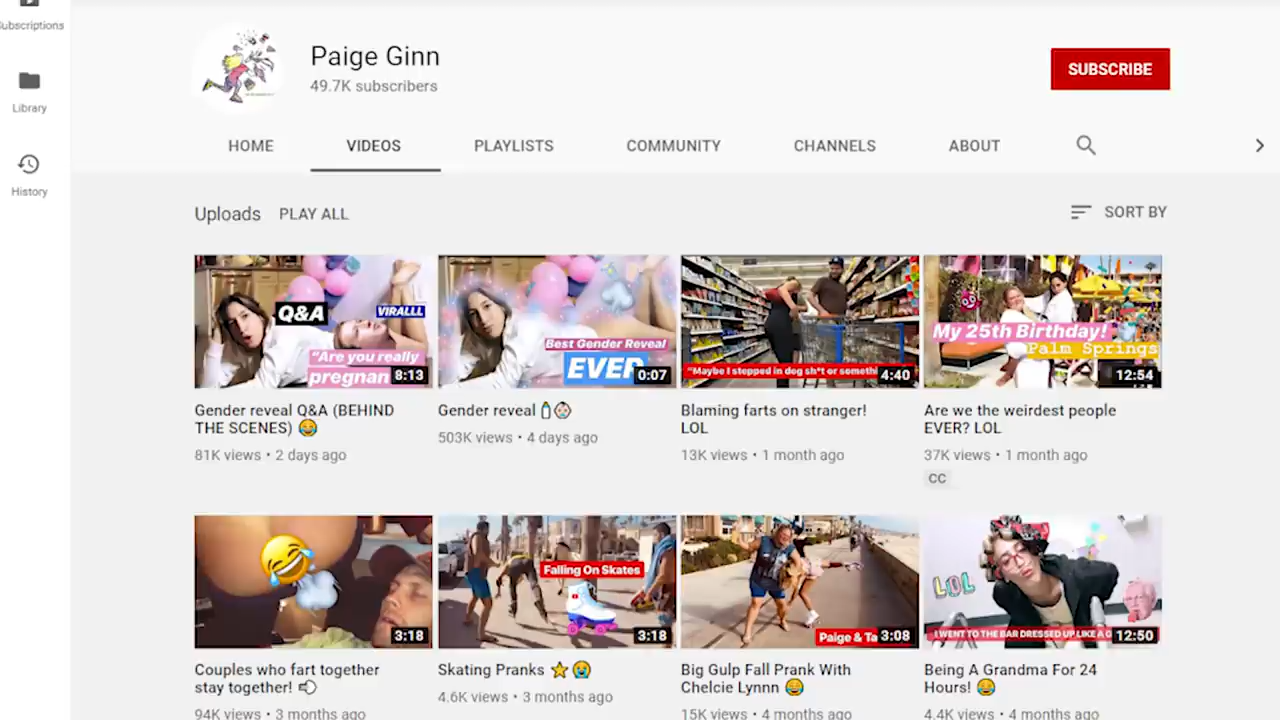 Subscriptions
Library
History
Paige Ginn
49.7K subscribers
SUBSCRIBE
HOME
VIDEOS
PLAYLISTS
COMMUNITY
CHANNELS
ABOUT
Uploads
PLAY ALL
SORT BY
Q&A
VIRALLL
"Are you really
pregnan
8:13
Best Gender Reveal
EVER
0:07
"Maybe I stepped in dog sh*t or somethi
4:40
My 25th Birthday!
Palm Springs
12:54
Gender reveal Q&A (BEHIND
THE SCENES) 😂
81K views • 2 days ago
Gender reveal 🍼👶
503K views • 4 days ago
Blaming farts on stranger!
LOL
13K views • 1 month ago
Are we the weirdest people
EVER? LOL
37K views • 1 month ago
CC
3:18
Falling On Skates
3:18
Paige & Ta
3:08
LOL
I WENT TO THE BAR DRESSED UP LIKE A G
12:50
Couples who fart together
stay together! 💨
94K views • 3 months ago
Skating Pranks ⭐😭
4.6K views • 3 months ago
Big Gulp Fall Prank With
Chelcie Lynnn 😂
15K views • 4 months ago
Being A Grandma For 24
Hours! 😂
4.4K views • 4 months ago